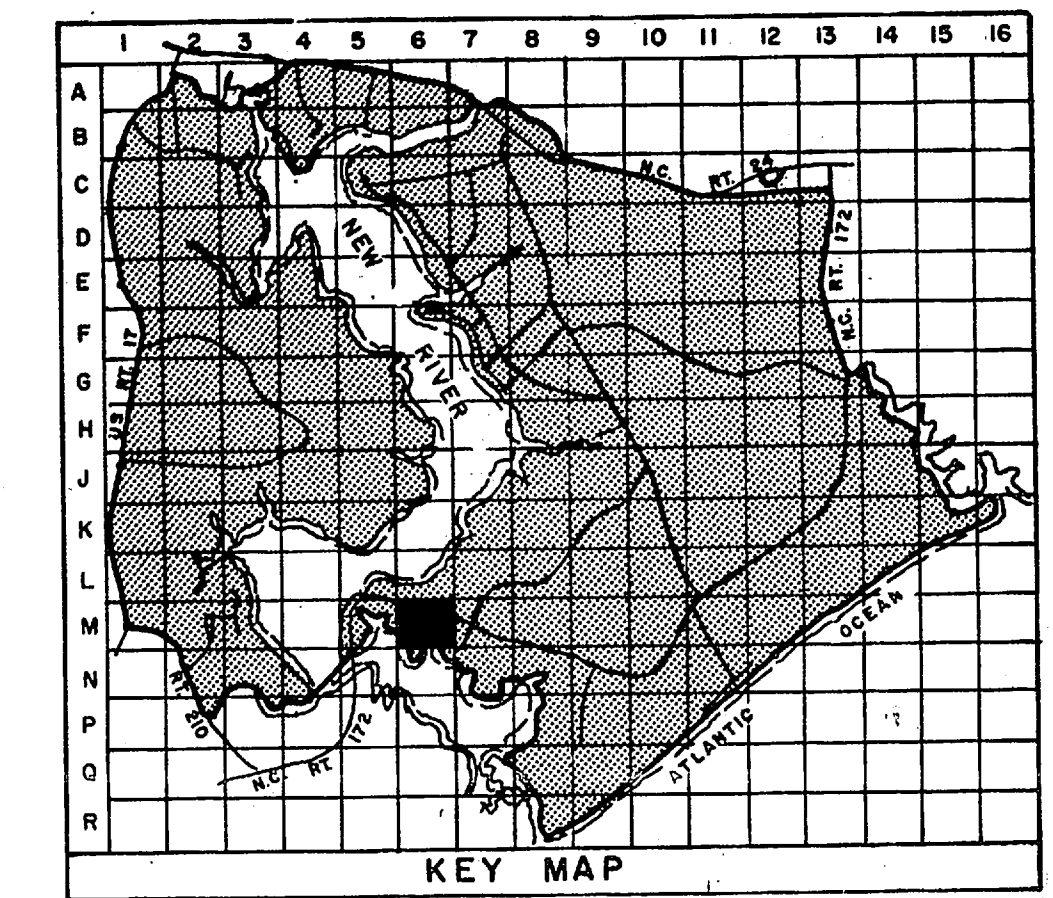 1 2 3 4 5 6 7 8 9 10 11 12 13 14 15 16
A
B
C
N.C. RT. 24
D
NEW
RT. 172
E
F
N.C.
US RT. 17
G
RIVER
H
J
K
L
M
OCEAN
N
RT. 210
P
172
ATLANTIC
Q
N.C. RT.
R
KEY MAP